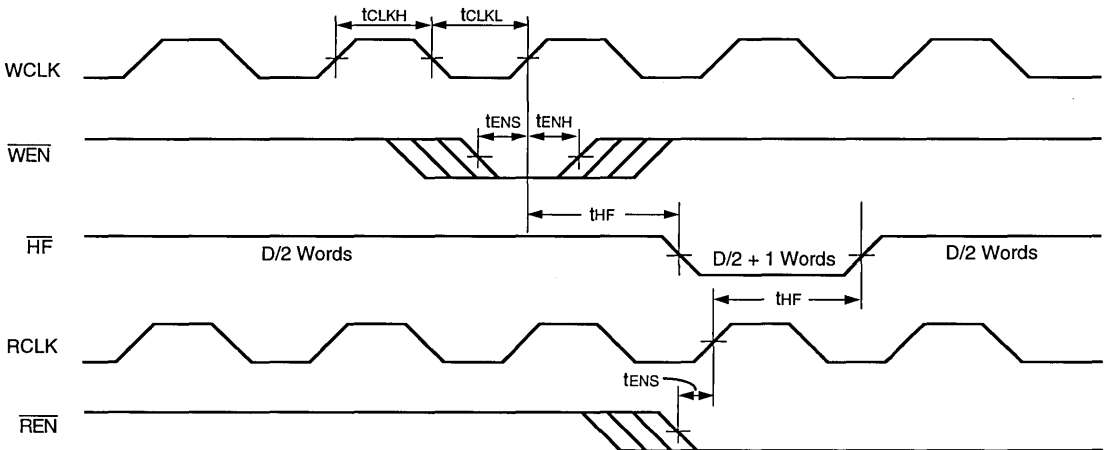 tCLKH
tCLKL
WCLK
tENS
tENH
WEN
tHF
HF
D/2 Words
D/2 + 1 Words
D/2 Words
tHF
RCLK
tENS
REN